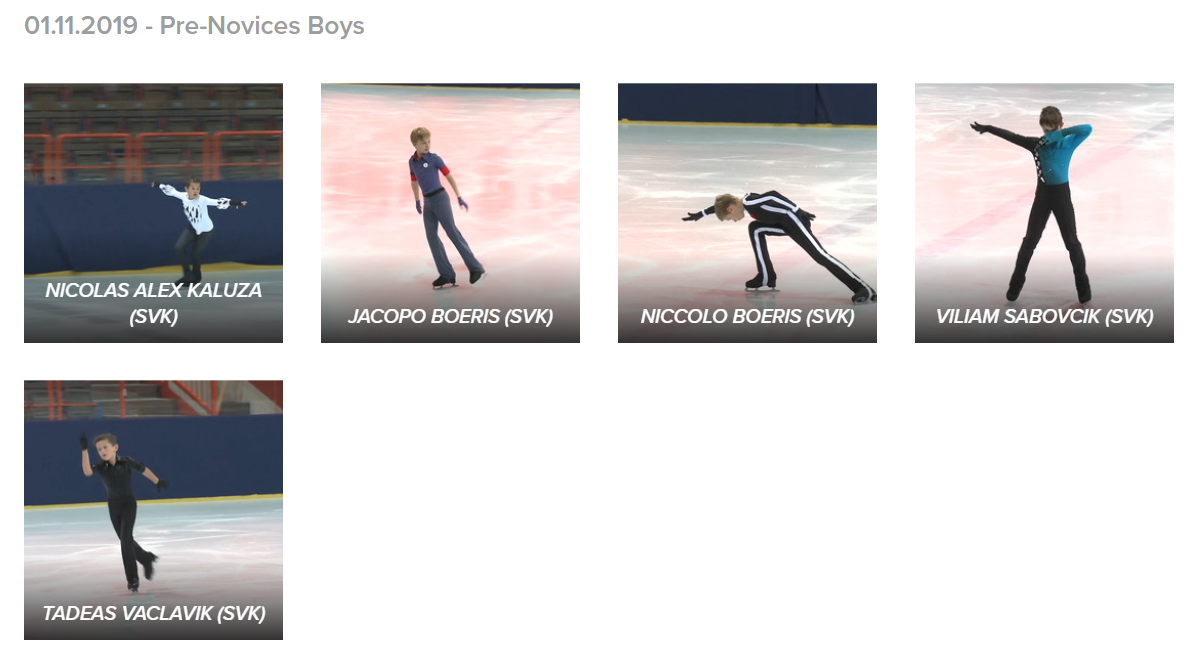 01.11.2019 - Pre-Novices Boys
NICOLAS ALEX KALUZA
(SVK)
JACOPO BOERIS (SVK)
NICCOLO BOERIS (SVK)
VILIAM SABOVCIK (SVK)
TADEAS VACLAVIK (SVK)